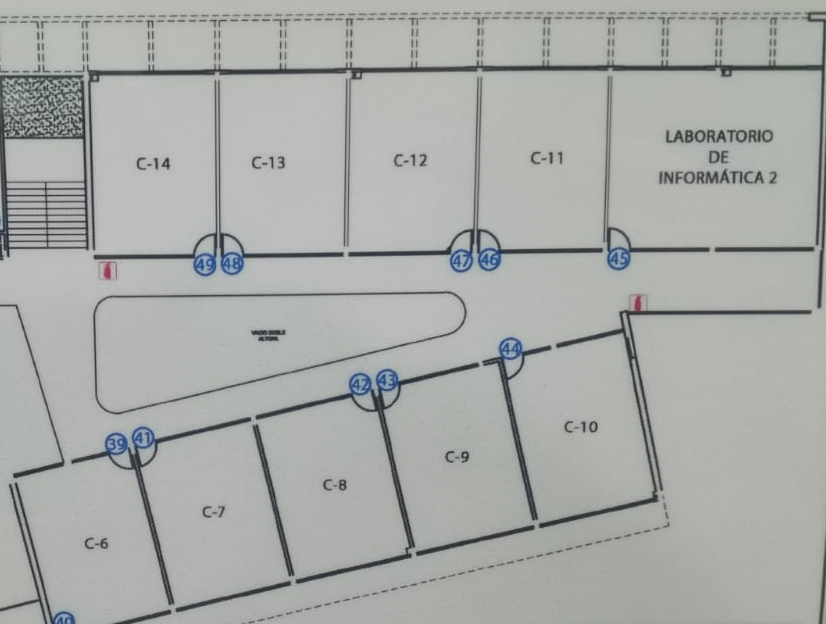 LABORATORIO
DE
INFORMÁTICA 2
C-14
C-13
C-12
C-11
49
48
47
46
45
VACIO DOBLE
ALTURA
44
42
43
39
41
C-10
C-9
C-8
C-7
C-6
40